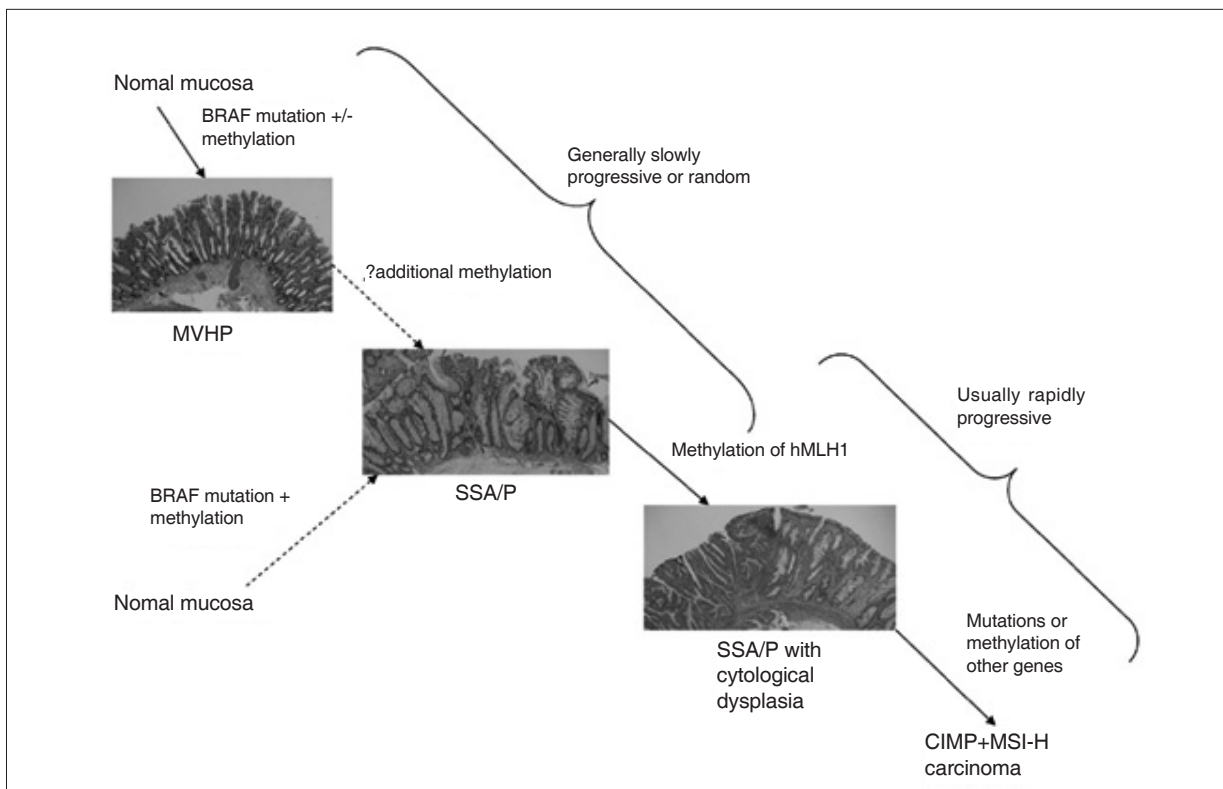 Nomal mucosa
BRAF mutation +/-
methylation
Generally slowly
progressive or random
?additional methylation
MVHP
Usually rapidly
progressive
Methylation of hMLH1
BRAF mutation +
methylation
SSA/P
Nomal mucosa
Mutations or
methylation of
other genes
SSA/P with
cytological
dysplasia
CIMP+MSI-H
carcinoma